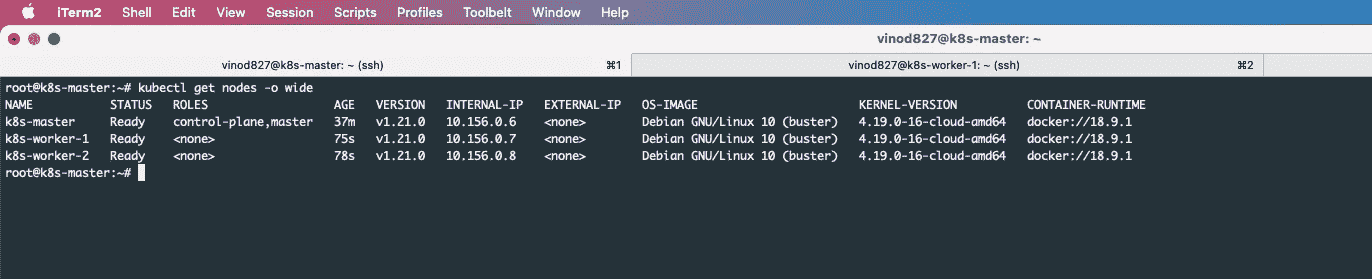 iTerm2 Shell Edit View Session Scripts Profiles Toolbelt Window Help
vinod827@k8s-master: ~
vinod827@k8s-master: ~ (ssh) ⌘1 vinod827@k8s-worker-1: ~ (ssh) ⌘2
root@k8s-master:~# kubectl get nodes -o wide
NAME STATUS ROLES AGE VERSION INTERNAL-IP EXTERNAL-IP OS-IMAGE KERNEL-VERSION CONTAINER-RUNTIME
k8s-master Ready control-plane,master 37m v1.21.0 10.156.0.6 <none> Debian GNU/Linux 10 (buster) 4.19.0-16-cloud-amd64 docker://18.9.1
k8s-worker-1 Ready <none> 75s v1.21.0 10.156.0.7 <none> Debian GNU/Linux 10 (buster) 4.19.0-16-cloud-amd64 docker://18.9.1
k8s-worker-2 Ready <none> 78s v1.21.0 10.156.0.8 <none> Debian GNU/Linux 10 (buster) 4.19.0-16-cloud-amd64 docker://18.9.1
root@k8s-master:~#